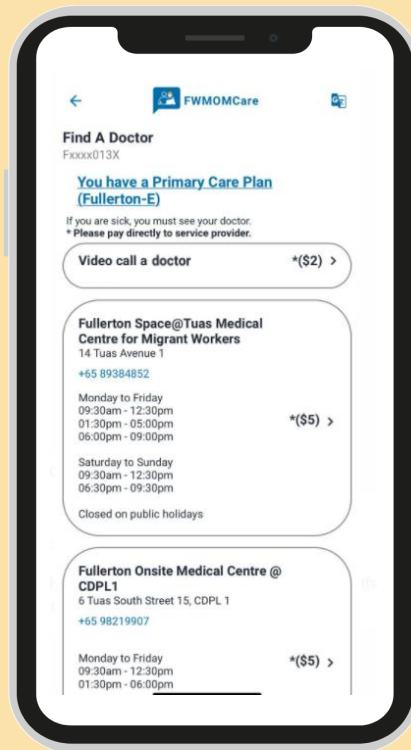 FWMOMCare
Find A Doctor
Fxxxx013X
You have a Primary Care Plan
(Fullerton-E)
If you are sick, you must see your doctor.
* Please pay directly to service provider.
Video call a doctor *($2) >
Fullerton Space@Tuas Medical
Centre for Migrant Workers
14 Tuas Avenue 1
+65 89384852
Monday to Friday
09:30am - 12:30pm
01:30pm - 05:00pm *($5) >
06:00pm - 09:00pm
Saturday to Sunday
09:30am - 12:30pm
06:30pm - 09:30pm
Closed on public holidays
Fullerton Onsite Medical Centre @
CDPL1
6 Tuas South Street 15, CDPL 1
+65 98219907
Monday to Friday *($5) >
09:30am - 12:30pm
01:30pm - 06:00pm